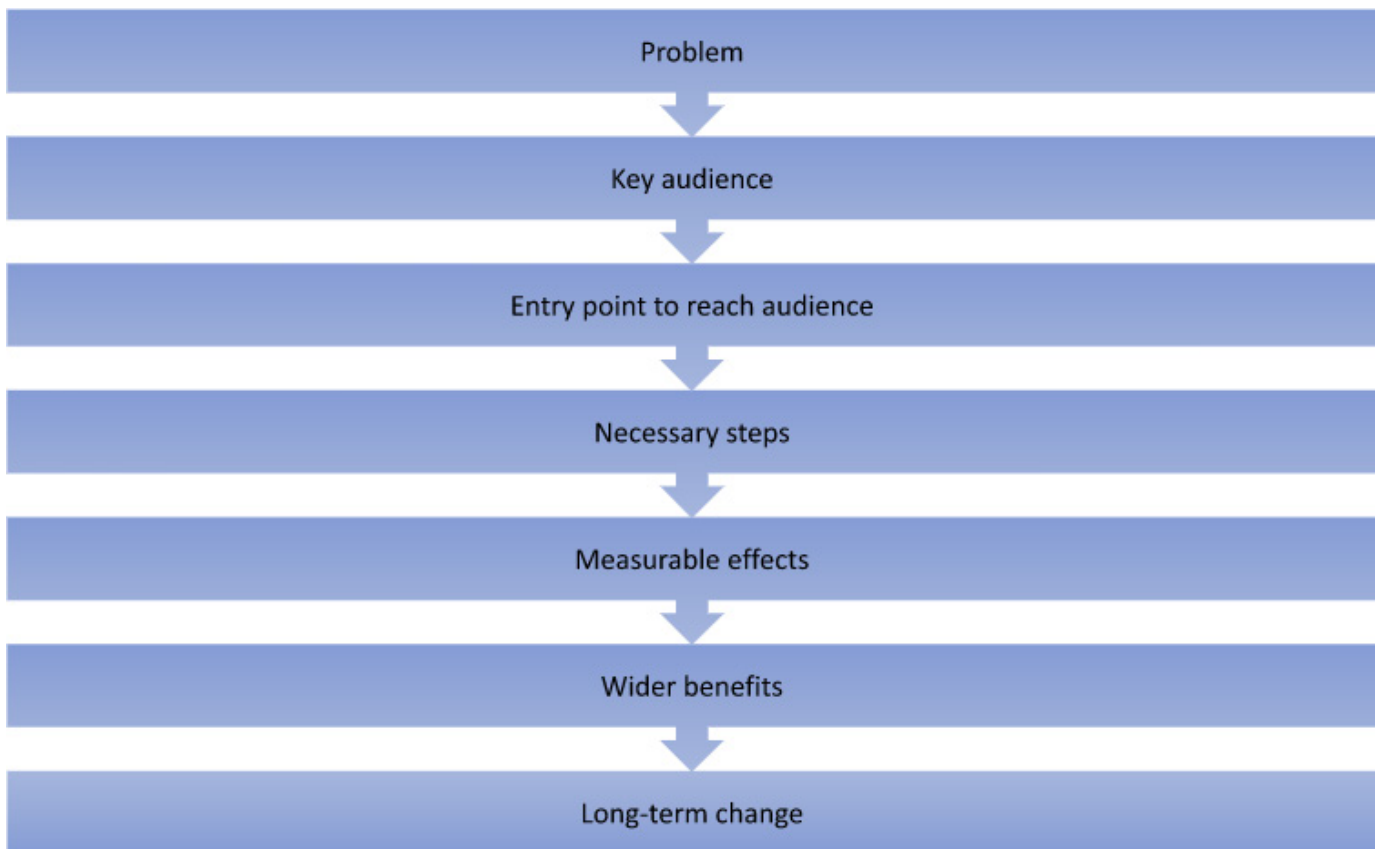 Problem
Key audience
Entry point to reach audience
Necessary steps
Measurable effects
Wider benefits
Long-term change